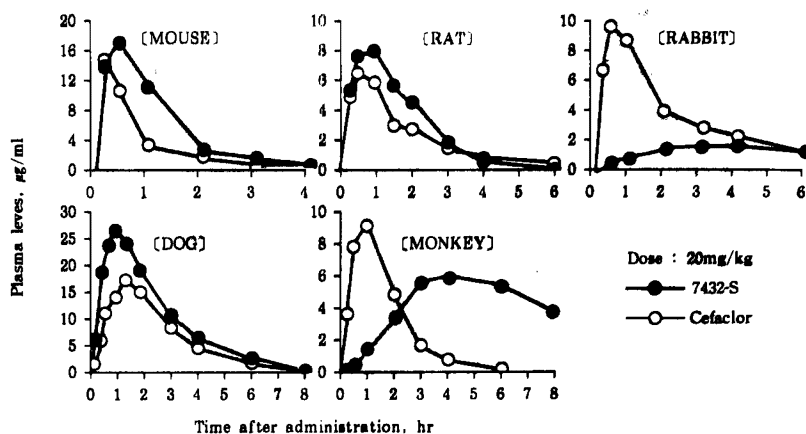 Plasma leves, μg/ml
[MOUSE]
20
16
12
8
4
0
0 1 2 3 4
[RAT]
10
8
6
4
2
0
0 1 2 3 4 5 6
[RABBIT]
10
8
6
4
2
0
0 1 2 3 4 5 6
[DOG]
30
25
20
15
10
5
0
0 1 2 3 4 5 6 7 8
[MONKEY]
10
8
6
4
2
0
0 1 2 3 4 5 6 7 8
Dose : 20mg/kg
7432-S
Cefaclor
Time after administration, hr